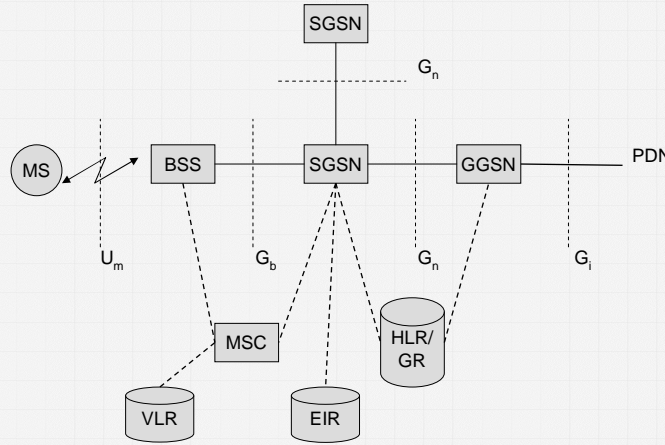 SGSN
Gn
MS
BSS
SGSN
GGSN
PDN
Um
Gb
Gn
Gi
MSC
HLR/
GR
VLR
EIR